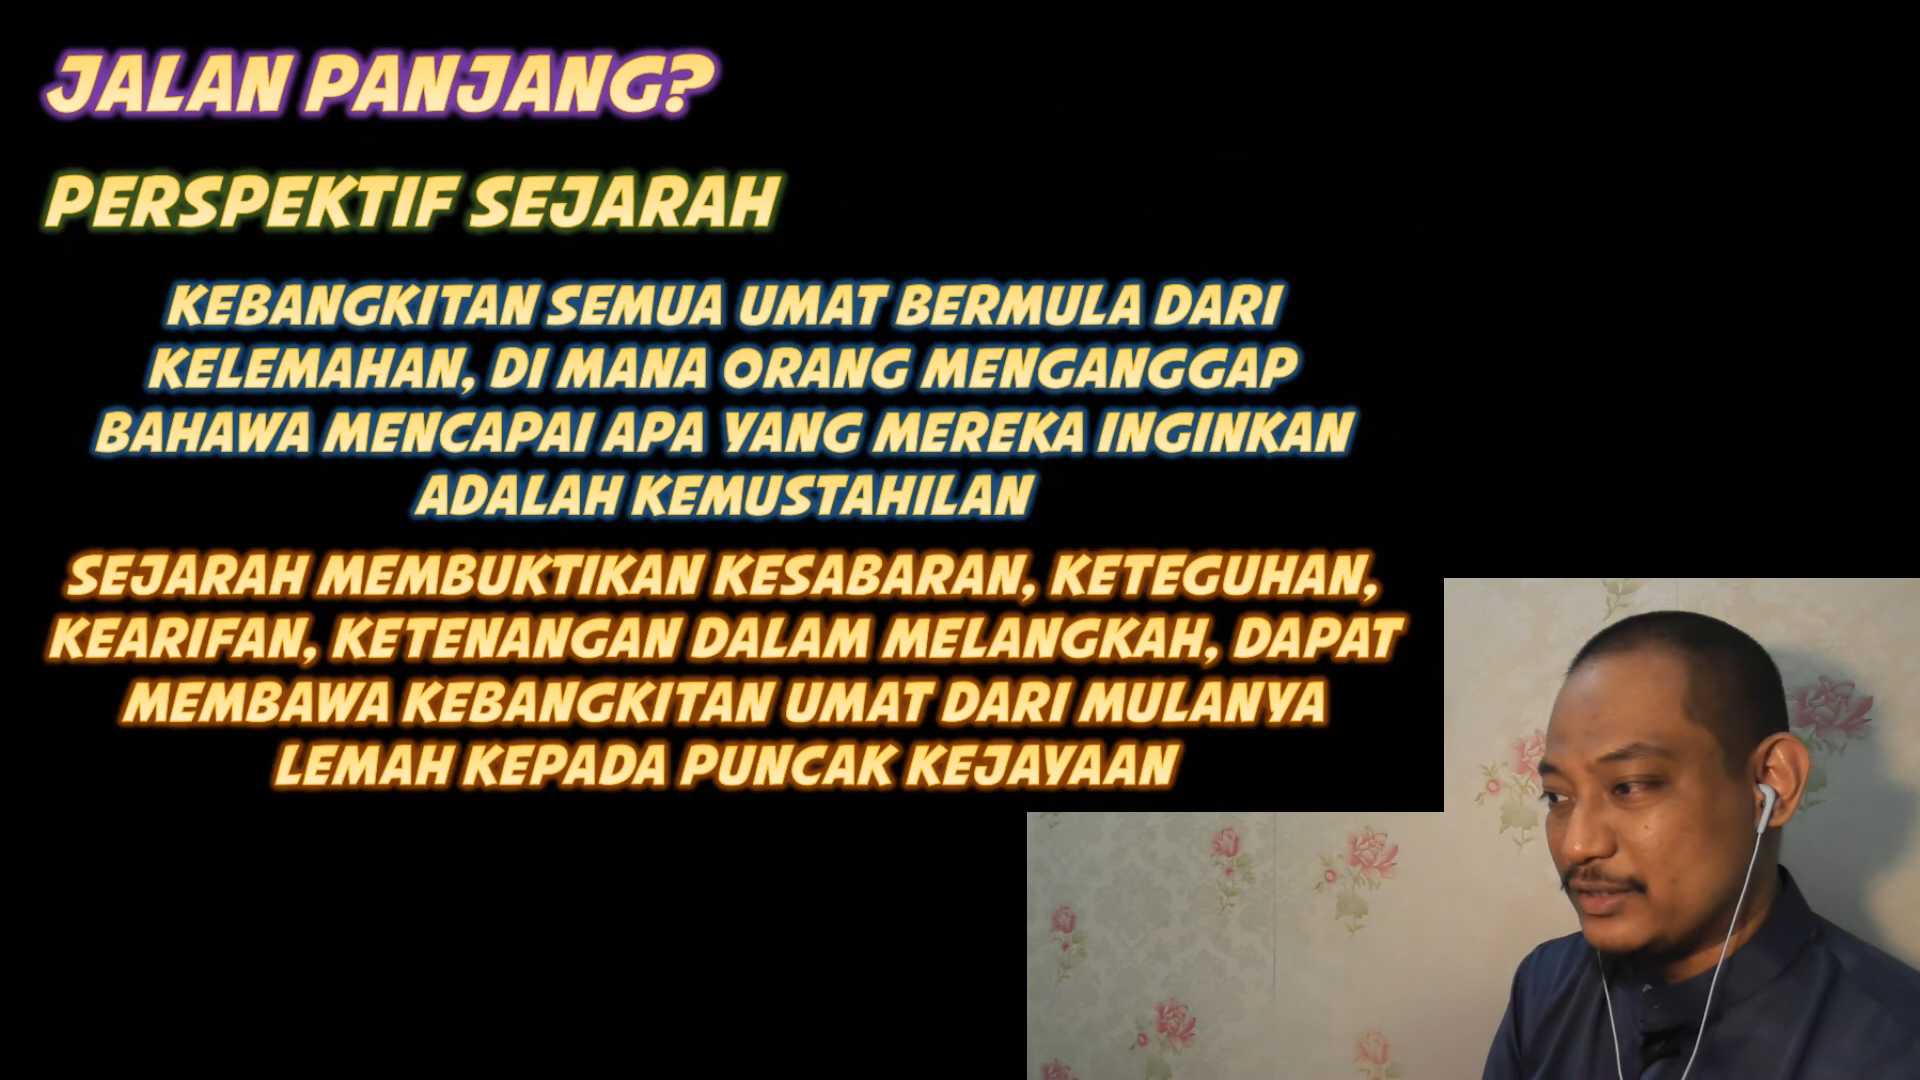 JALAN PANJANG?
PERSPEKTIF SEJARAH
KEBANGKITAN SEMUA UMAT BERMULA DARI
KELEMAHAN, DI MANA ORANG MENGANGGAP
BAHAWA MENCAPAI APA YANG MEREKA INGINKAN
ADALAH KEMUSTAHILAN
SEJARAH MEMBUKTIKAN KESABARAN, KETEGUHAN,
KEARIFAN, KETENANGAN DALAM MELANGKAH, DAPAT
MEMBAWA KEBANGKITAN UMAT DARI MULANYA
LEMAH KEPADA PUNCAK KEJAYAAN